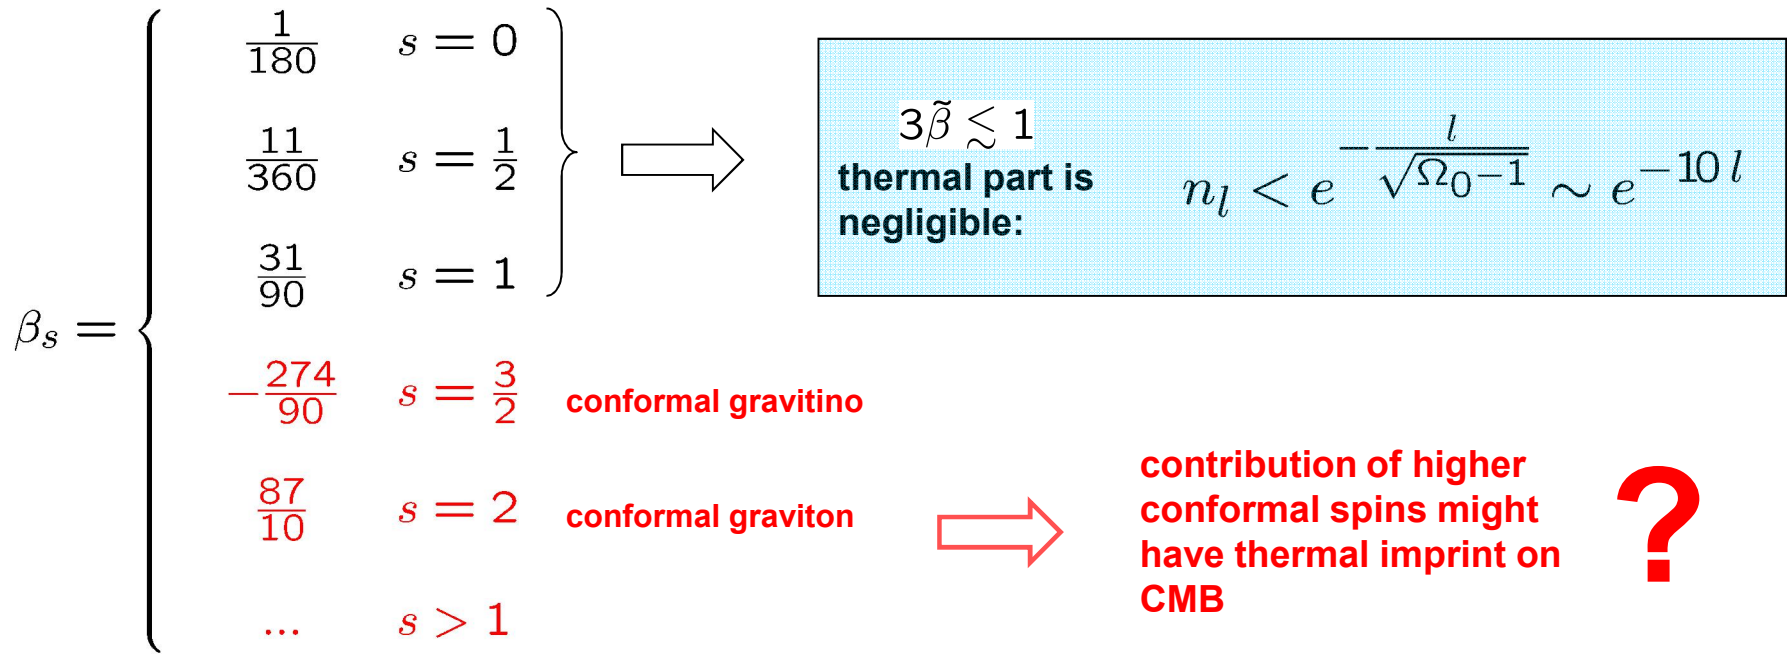 β_s =
1/180 s = 0
11/360 s = 1/2
31/90 s = 1
-274/90 s = 3/2 conformal gravitino
87/10 s = 2 conformal graviton
... s > 1
3β̃ ≲ 1
thermal part is
negligible:
n_l < e^{-l/√(Ω_0-1)} ∼ e^{-10 l}
contribution of higher
conformal spins might
have thermal imprint on
CMB
?